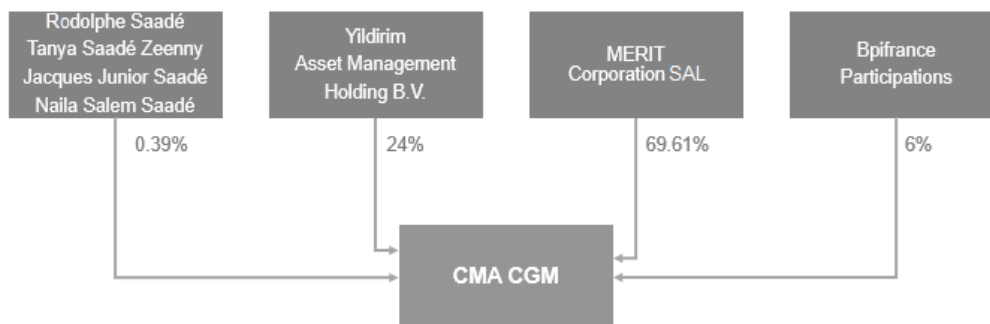 Rodolphe Saadé
Tanya Saadé Zeenny
Jacques Junior Saadé
Naila Salem Saadé
Yildirim
Asset Management
Holding B.V.
MERIT
Corporation SAL
Bpifrance
Participations
0.39%
24%
69.61%
6%
CMA CGM